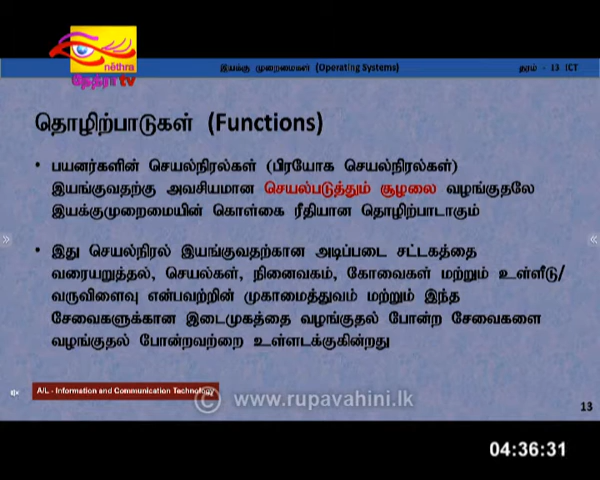 nēthra
நேத்ரா tv
இயக்கு முறைமைகள் (Operating Systems)
தரம் - 13 ICT
தொழிற்பாடுகள் (Functions)
• பயனர்களின் செயல்நிரல்கள் (பிரயோக செயல்நிரல்கள்)
இயங்குவதற்கு அவசியமான செயல்படுத்தும் சூழலை வழங்குதலே
இயக்குமுறைமையின் கொள்கை ரீதியான தொழிற்பாடாகும்
• இது செயல்நிரல் இயங்குவதற்கான அடிப்படை சட்டகத்தை
வரையறுத்தல், செயல்கள், நினைவகம், கோவைகள் மற்றும் உள்ளீடு/
வருவிளைவு என்பவற்றின் முகாமைத்துவம் மற்றும் இந்த
சேவைகளுக்கான இடைமுகத்தை வழங்குதல் போன்ற சேவைகளை
வழங்குதல் போன்றவற்றை உள்ளடக்குகின்றது
A/L - Information and Communication Technology
© www.rupavahini.lk
13
04:36:31